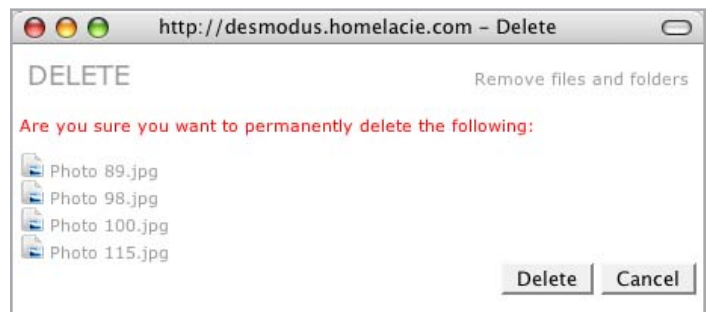 http://desmodus.homelacie.com – Delete
DELETE
Remove files and folders
Are you sure you want to permanently delete the following:
Photo 89.jpg
Photo 98.jpg
Photo 100.jpg
Photo 115.jpg
Delete Cancel